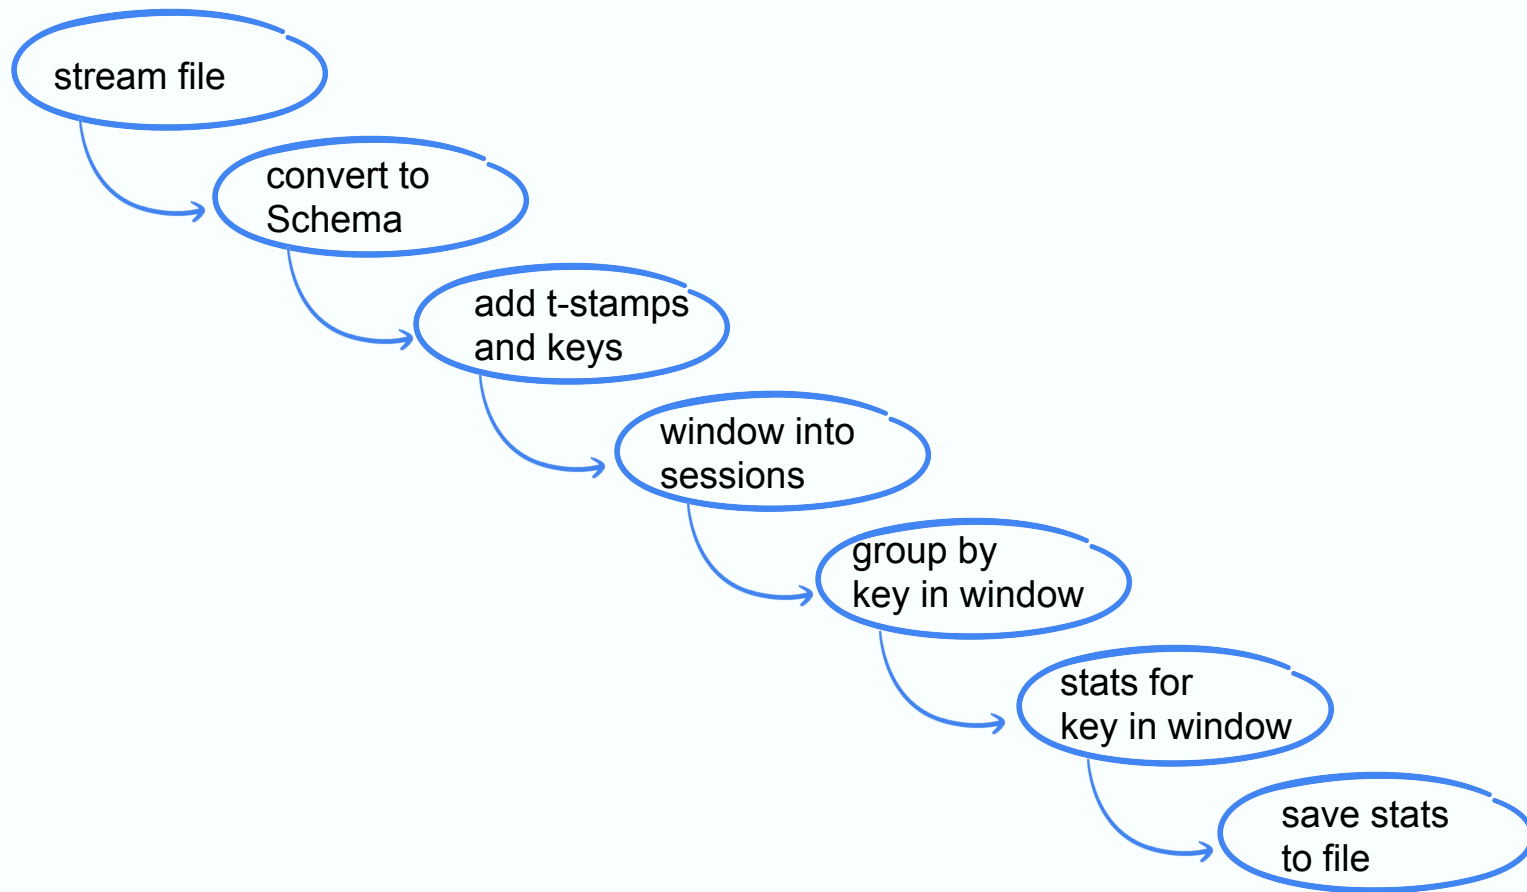 stream file
convert to
Schema
add t-stamps
and keys
window into
sessions
group by
key in window
stats for
key in window
save stats
to file